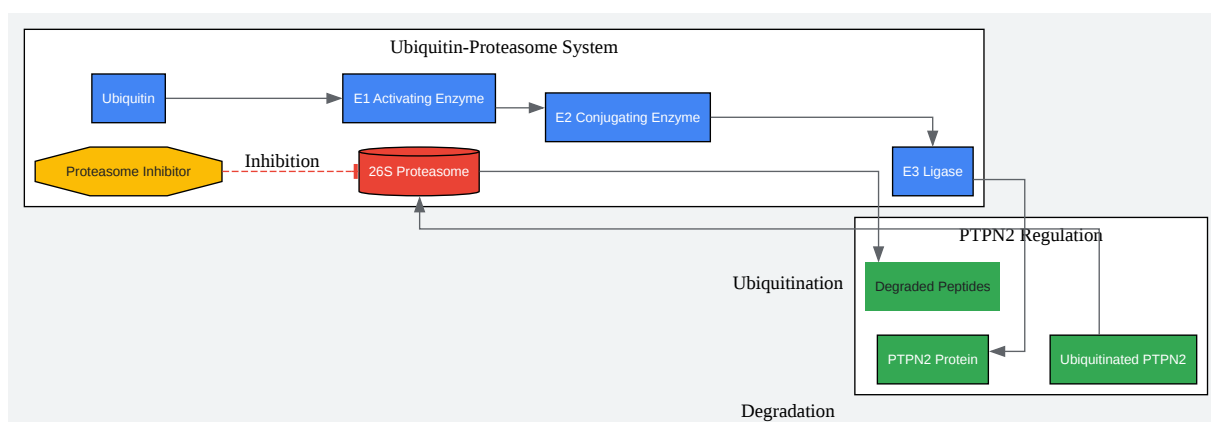 Ubiquitin-Proteasome System
Ubiquitin
E1 Activating Enzyme
E2 Conjugating Enzyme
Proteasome Inhibitor
Inhibition
26S Proteasome
E3 Ligase
PTPN2 Regulation
Ubiquitination
Degraded Peptides
PTPN2 Protein
Ubiquitinated PTPN2
Degradation